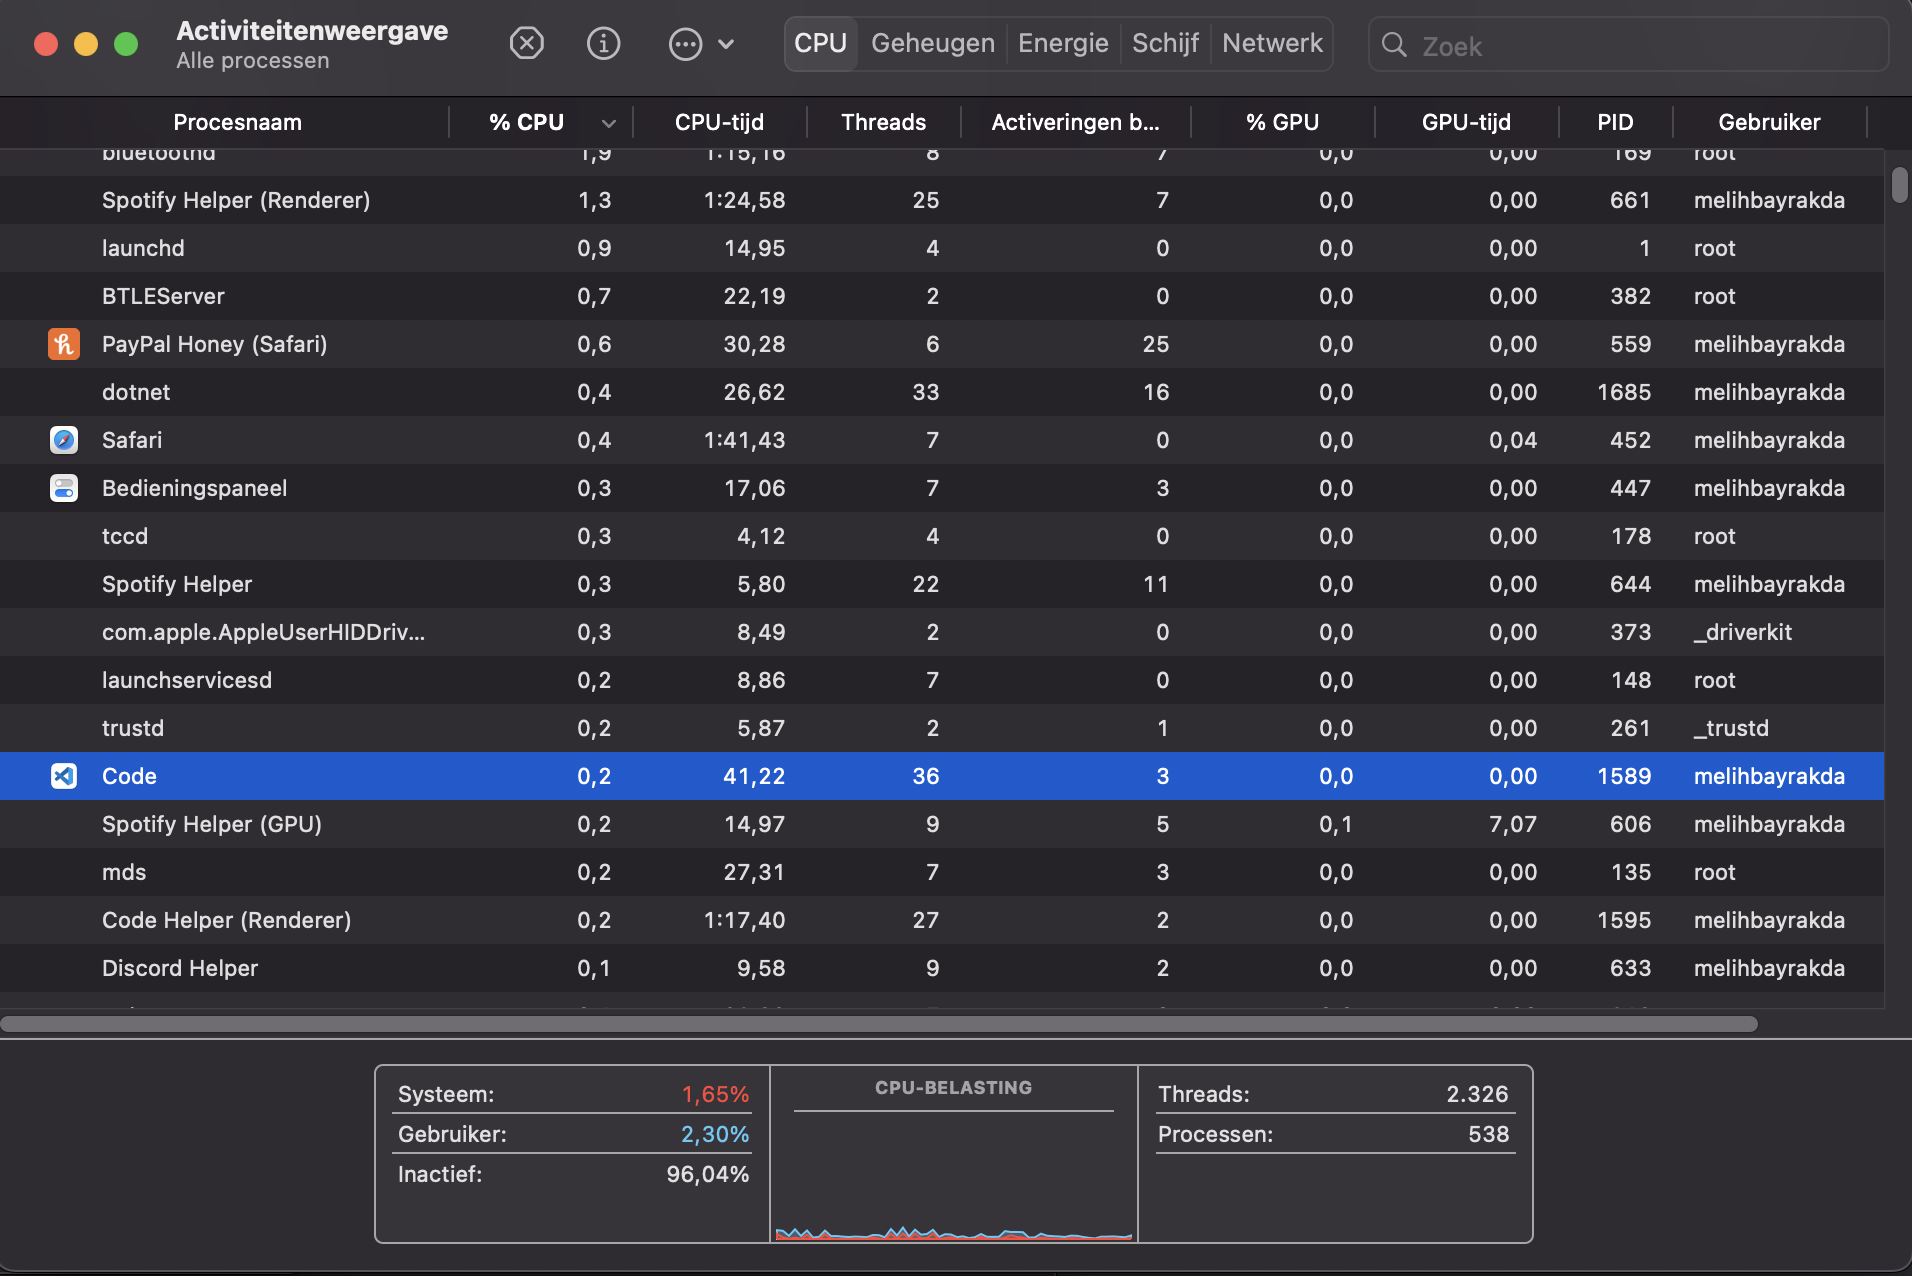 Activiteitenweergave
Alle processen
CPU Geheugen Energie Schijf Netwerk
Zoek
Procesnaam % CPU CPU-tijd Threads Activeringen b... % GPU GPU-tijd PID Gebruiker
bluetoothd 1,9 1:15,16 8 7 0,0 0,00 169 root
Spotify Helper (Renderer) 1,3 1:24,58 25 7 0,0 0,00 661 melihbayrakda
launchd 0,9 14,95 4 0 0,0 0,00 1 root
BTLEServer 0,7 22,19 2 0 0,0 0,00 382 root
PayPal Honey (Safari) 0,6 30,28 6 25 0,0 0,00 559 melihbayrakda
dotnet 0,4 26,62 33 16 0,0 0,00 1685 melihbayrakda
Safari 0,4 1:41,43 7 0 0,0 0,04 452 melihbayrakda
Bedieningspaneel 0,3 17,06 7 3 0,0 0,00 447 melihbayrakda
tccd 0,3 4,12 4 0 0,0 0,00 178 root
Spotify Helper 0,3 5,80 22 11 0,0 0,00 644 melihbayrakda
com.apple.AppleUserHIDDriv... 0,3 8,49 2 0 0,0 0,00 373 _driverkit
launchservicesd 0,2 8,86 7 0 0,0 0,00 148 root
trustd 0,2 5,87 2 1 0,0 0,00 261 _trustd
Code 0,2 41,22 36 3 0,0 0,00 1589 melihbayrakda
Spotify Helper (GPU) 0,2 14,97 9 5 0,1 7,07 606 melihbayrakda
mds 0,2 27,31 7 3 0,0 0,00 135 root
Code Helper (Renderer) 0,2 1:17,40 27 2 0,0 0,00 1595 melihbayrakda
Discord Helper 0,1 9,58 9 2 0,0 0,00 633 melihbayrakda
Systeem: 1,65%
Gebruiker: 2,30%
Inactief: 96,04%
CPU-BELASTING
Threads: 2.326
Processen: 538